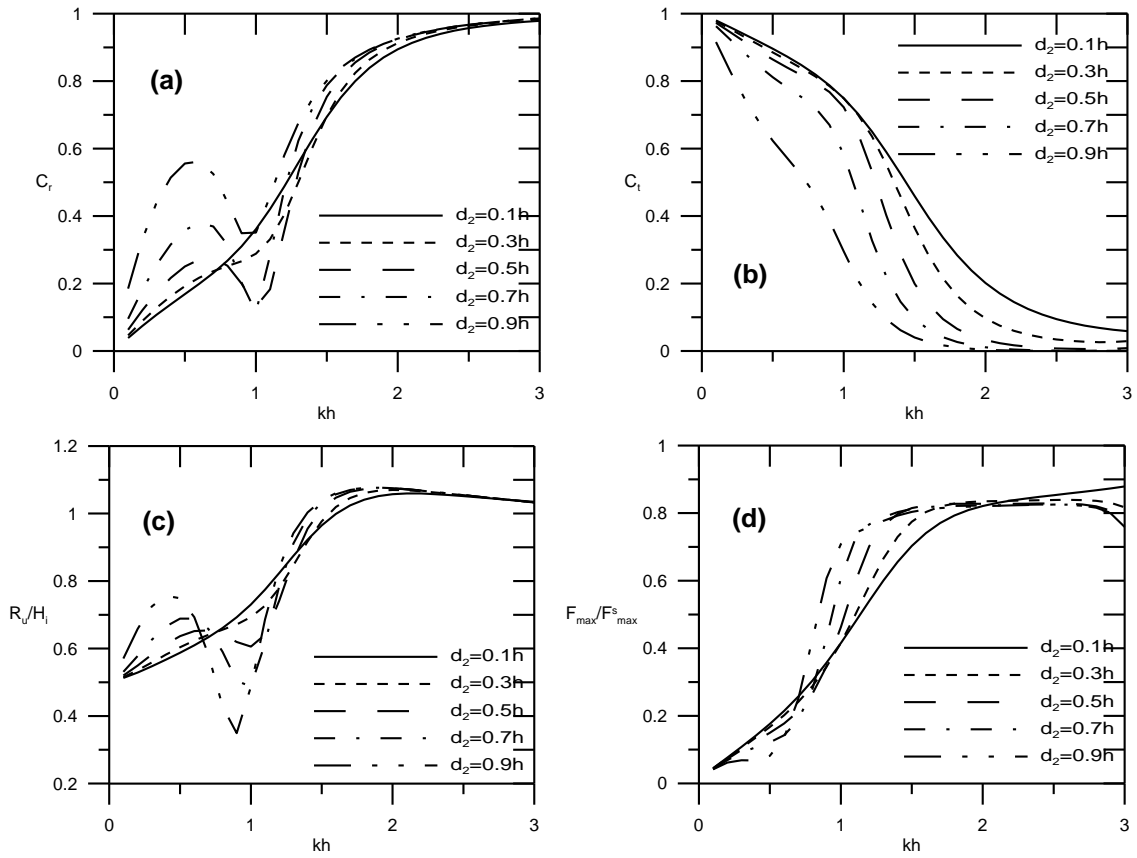 1
0.8
0.6
0.4
0.2
0
C_r
(a)
d_2=0.1h
d_2=0.3h
d_2=0.5h
d_2=0.7h
d_2=0.9h
0 1 2 3
kh
1
0.8
0.6
0.4
0.2
0
C_t
(b)
d_2=0.1h
d_2=0.3h
d_2=0.5h
d_2=0.7h
d_2=0.9h
0 1 2 3
kh
1.2
1
0.8
0.6
0.4
0.2
R_u/H_i
(c)
d_2=0.1h
d_2=0.3h
d_2=0.5h
d_2=0.7h
d_2=0.9h
0 1 2 3
kh
1
0.8
0.6
0.4
0.2
0
F_max/F^s_max
(d)
d_2=0.1h
d_2=0.3h
d_2=0.5h
d_2=0.7h
d_2=0.9h
0 1 2 3
kh